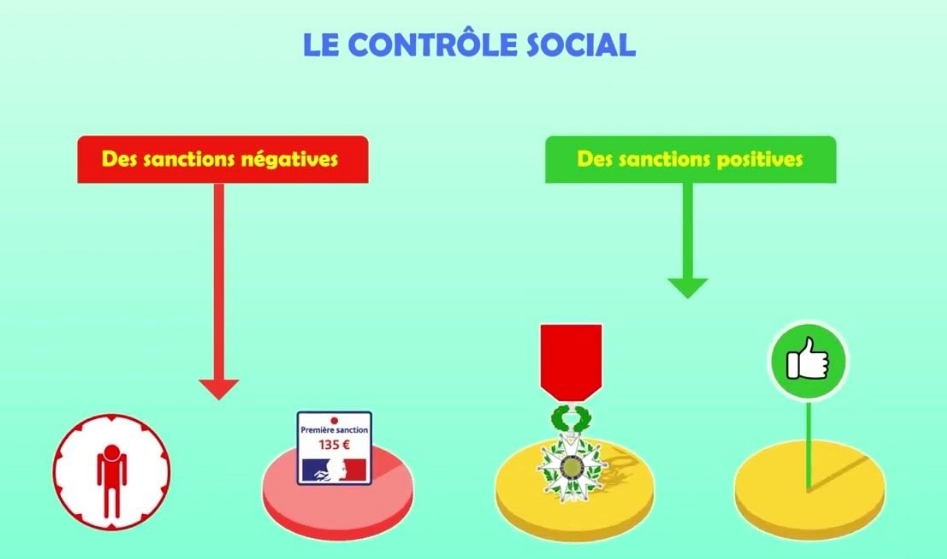 LE CONTRÔLE SOCIAL
Des sanctions négatives
Des sanctions positives
Première sanction
135 €